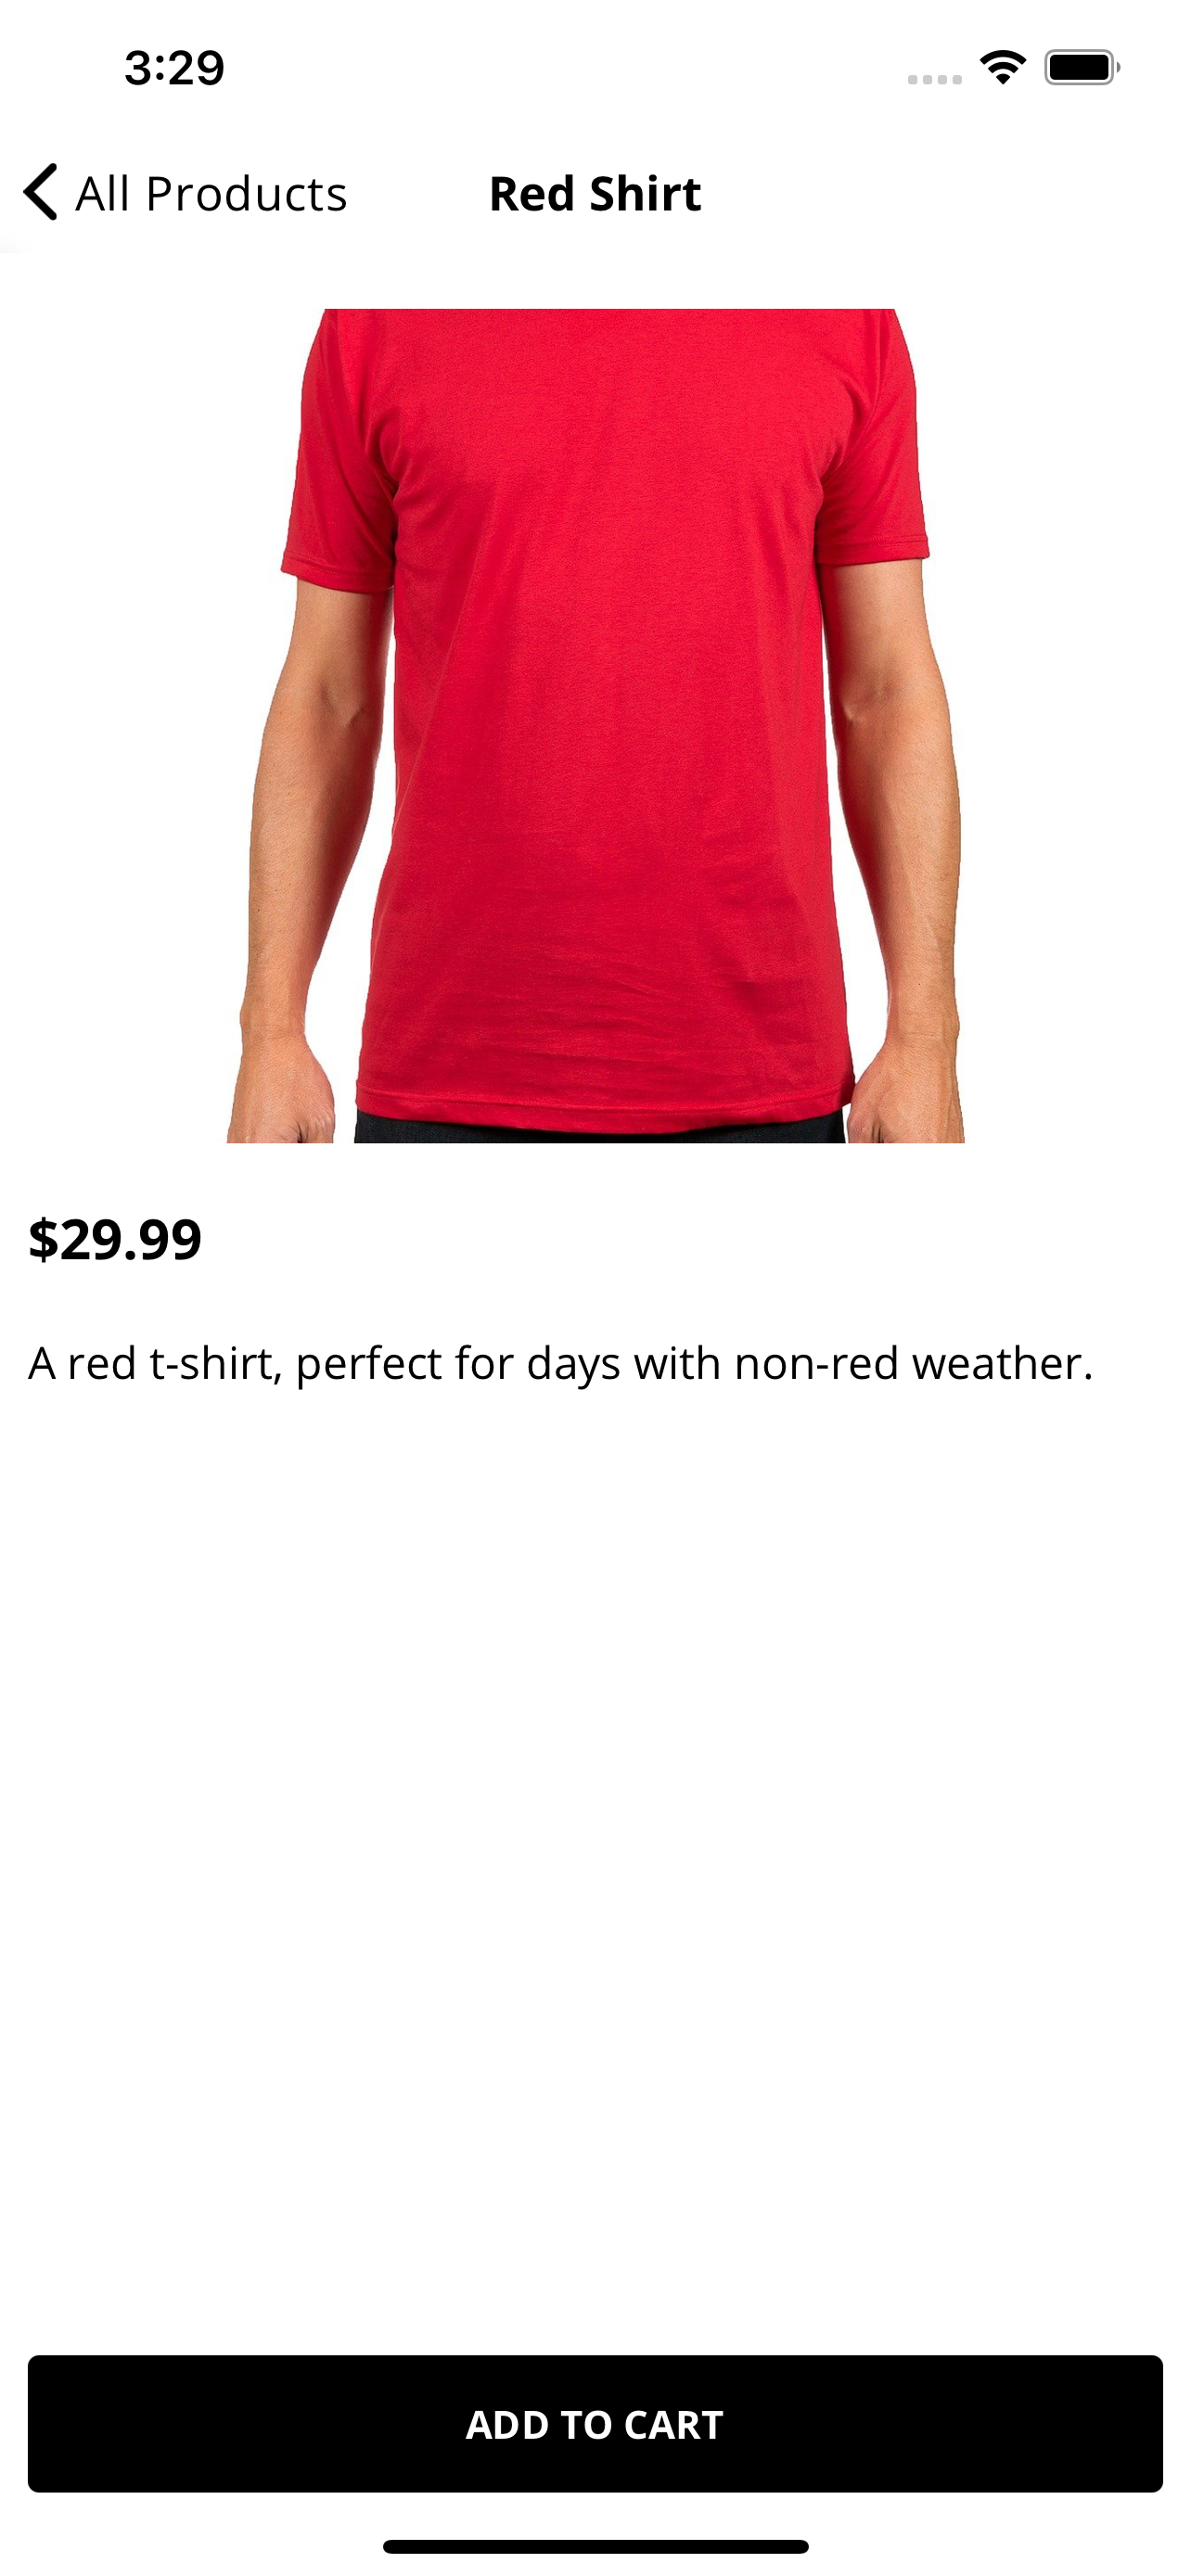 3:29
All Products
Red Shirt
$29.99
A red t-shirt, perfect for days with non-red weather.
ADD TO CART